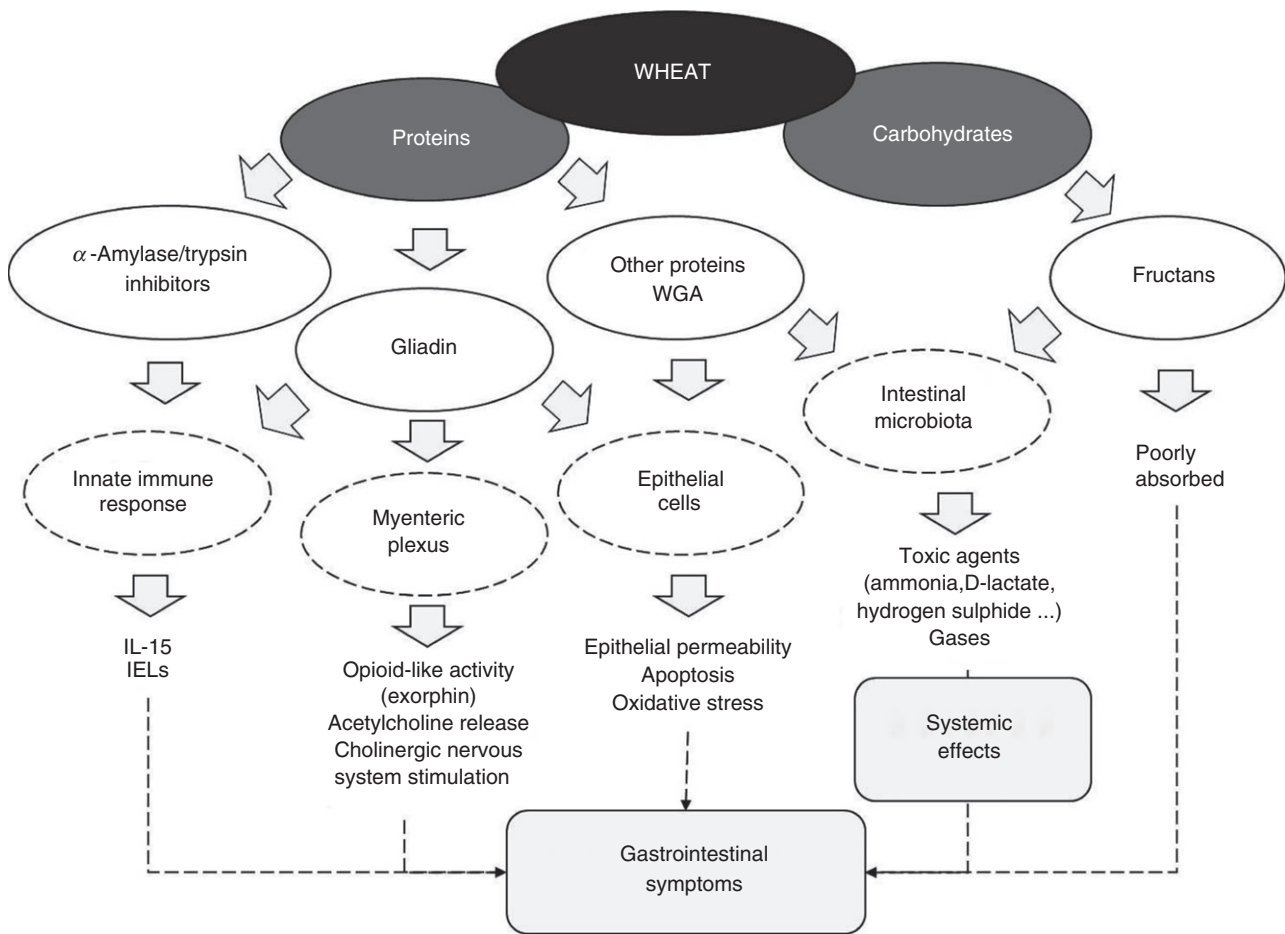 WHEAT
Proteins
Carbohydrates
α-Amylase/trypsin
inhibitors
Other proteins
WGA
Fructans
Gliadin
Intestinal
microbiota
Innate immune
response
Epithelial
cells
Poorly
absorbed
Myenteric
plexus
Toxic agents
(ammonia,D-lactate,
hydrogen sulphide ...)
Gases
IL-15
IELs
Epithelial permeability
Apoptosis
Oxidative stress
Opioid-like activity
(exorphin)
Acetylcholine release
Cholinergic nervous
system stimulation
Systemic
effects
Gastrointestinal
symptoms